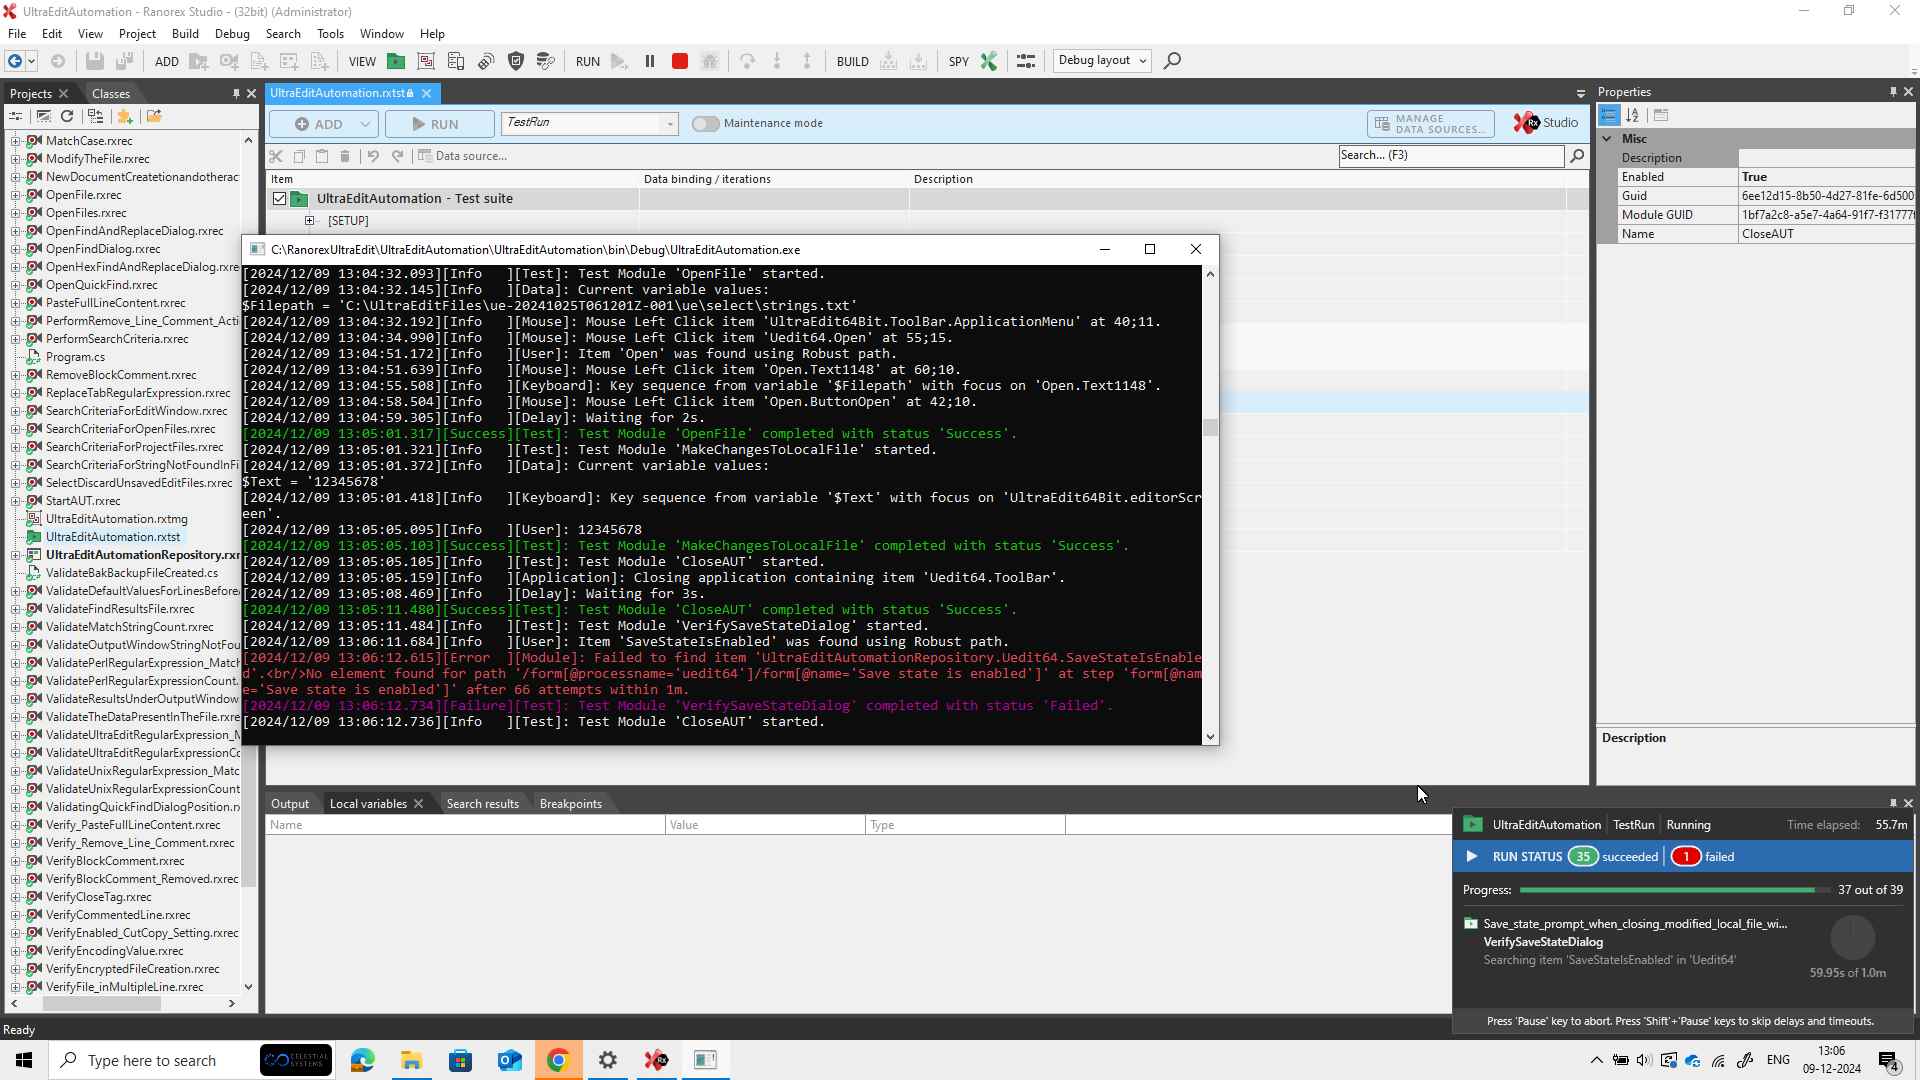 UltraEditAutomation - Ranorex Studio - (32bit) (Administrator)
File Edit View Project Build Debug Search Tools Window Help
ADD VIEW RUN BUILD SPY Debug layout
Projects Classes
UltraEditAutomation.rxtst
Properties
ADD RUN TestRun Maintenance mode MANAGE DATA SOURCES... Rx Studio
Data source... Search... (F3)
Item Data binding / iterations Description
UltraEditAutomation - Test suite
[SETUP]
MatchCase.rxrec
ModifyTheFile.rxrec
NewDocumentCreatetionandotherac
OpenFile.rxrec
OpenFiles.rxrec
OpenFindAndReplaceDialog.rxrec
OpenFindDialog.rxrec
OpenHexFindAndReplaceDialog.rxre
OpenQuickFind.rxrec
PasteFullLineContent.rxrec
PerformRemove_Line_Comment_Acti
PerformSearchCriteria.rxrec
Program.cs
RemoveBlockComment.rxrec
ReplaceTabRegularExpression.rxrec
SearchCriteriaForEditWindow.rxrec
SearchCriteriaForOpenFiles.rxrec
SearchCriteriaForProjectFiles.rxrec
SearchCriteriaForStringNotFoundInFi
SelectDiscardUnsavedEditFiles.rxrec
StartAUT.rxrec
UltraEditAutomation.rxtmg
UltraEditAutomation.rxtst
UltraEditAutomationRepository.rxr
ValidateBakBackupFileCreated.cs
ValidateDefaultValuesForLinesBefore
ValidateFindResultsFile.rxrec
ValidateMatchStringCount.rxrec
ValidateOutputWindowStringNotFou
ValidatePerlRegularExpression_Match
ValidatePerlRegularExpressionCount.
ValidateResultsUnderOutputWindow
ValidateTheDataPresentInTheFile.rxre
ValidateUltraEditRegularExpression_M
ValidateUltraEditRegularExpressionCo
ValidateUnixRegularExpression_Matc
ValidateUnixRegularExpressionCount
ValidatingQuickFindDialogPosition.rx
Verify_PasteFullLineContent.rxrec
Verify_Remove_Line_Comment.rxrec
VerifyBlockComment.rxrec
VerifyBlockComment_Removed.rxrec
VerifyCloseTag.rxrec
VerifyCommentedLine.rxrec
VerifyEnabled_CutCopy_Setting.rxrec
VerifyEncodingValue.rxrec
VerifyEncryptedFileCreation.rxrec
VerifyFile_inMultipleLine.rxrec
C:\RanorexUltraEdit\UltraEditAutomation\UltraEditAutomation\bin\Debug\UltraEditAutomation.exe
[2024/12/09 13:04:32.093][Info   ][Test]: Test Module 'OpenFile' started.
[2024/12/09 13:04:32.145][Info   ][Data]: Current variable values:
$Filepath = 'C:\UltraEditFiles\ue-20241025T061201Z-001\ue\select\strings.txt'
[2024/12/09 13:04:32.192][Info   ][Mouse]: Mouse Left Click item 'UltraEdit64Bit.ToolBar.ApplicationMenu' at 40;11.
[2024/12/09 13:04:34.990][Info   ][Mouse]: Mouse Left Click item 'Uedit64.Open' at 55;15.
[2024/12/09 13:04:51.172][Info   ][User]: Item 'Open' was found using Robust path.
[2024/12/09 13:04:51.639][Info   ][Mouse]: Mouse Left Click item 'Open.Text1148' at 60;10.
[2024/12/09 13:04:55.508][Info   ][Keyboard]: Key sequence from variable '$Filepath' with focus on 'Open.Text1148'.
[2024/12/09 13:04:58.504][Info   ][Mouse]: Mouse Left Click item 'Open.ButtonOpen' at 42;10.
[2024/12/09 13:04:59.305][Info   ][Delay]: Waiting for 2s.
[2024/12/09 13:05:01.317][Success][Test]: Test Module 'OpenFile' completed with status 'Success'.
[2024/12/09 13:05:01.321][Info   ][Test]: Test Module 'MakeChangesToLocalFile' started.
[2024/12/09 13:05:01.372][Info   ][Data]: Current variable values:
$Text = '12345678'
[2024/12/09 13:05:01.418][Info   ][Keyboard]: Key sequence from variable '$Text' with focus on 'UltraEdit64Bit.editorScr
een'.
[2024/12/09 13:05:05.095][Info   ][User]: 12345678
[2024/12/09 13:05:05.103][Success][Test]: Test Module 'MakeChangesToLocalFile' completed with status 'Success'.
[2024/12/09 13:05:05.105][Info   ][Test]: Test Module 'CloseAUT' started.
[2024/12/09 13:05:05.159][Info   ][Application]: Closing application containing item 'Uedit64.ToolBar'.
[2024/12/09 13:05:08.469][Info   ][Delay]: Waiting for 3s.
[2024/12/09 13:05:11.480][Success][Test]: Test Module 'CloseAUT' completed with status 'Success'.
[2024/12/09 13:05:11.484][Info   ][Test]: Test Module 'VerifySaveStateDialog' started.
[2024/12/09 13:06:11.684][Info   ][User]: Item 'SaveStateIsEnabled' was found using Robust path.
[2024/12/09 13:06:12.615][Error  ][Module]: Failed to find item 'UltraEditAutomationRepository.Uedit64.SaveStateIsEnable
d'.<br/>No element found for path '/form[@processname='uedit64']/form[@name='Save state is enabled']' at step 'form[@nam
e='Save state is enabled']' after 66 attempts within 1m.
[2024/12/09 13:06:12.734][Failure][Test]: Test Module 'VerifySaveStateDialog' completed with status 'Failed'.
[2024/12/09 13:06:12.736][Info   ][Test]: Test Module 'CloseAUT' started.
Misc
Description
Enabled True
Guid 6ee12d15-8b50-4d27-81fe-6d500
Module GUID 1bf7a2c8-a5e7-4a64-91f7-f31777f
Name CloseAUT
Description
Output Local variables Search results Breakpoints
Name Value Type
UltraEditAutomation TestRun Running Time elapsed: 55.7m
RUN STATUS 35 succeeded 1 failed
Progress: 37 out of 39
Save_state_prompt_when_closing_modified_local_file_wi...
VerifySaveStateDialog
Searching item 'SaveStateIsEnabled' in 'Uedit64'
59.95s of 1.0m
Press 'Pause' key to abort. Press 'Shift'+'Pause' keys to skip delays and timeouts.
Ready
Type here to search
CELESTIAL SYSTEMS
ENG
13:06
09-12-2024
4